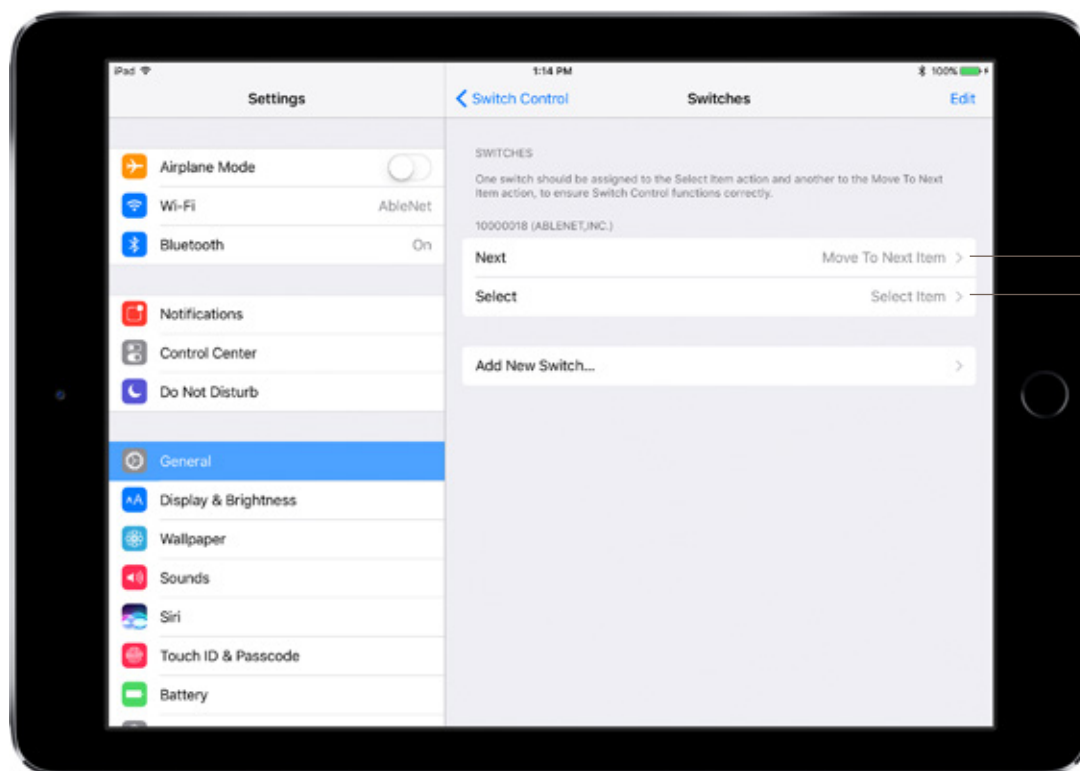 iPad
1:14 PM
100%
Settings
Switch Control
Switches
Edit
Airplane Mode
Wi-Fi
AbleNet
Bluetooth
On
Notifications
Control Center
Do Not Disturb
General
AA Display & Brightness
Wallpaper
Sounds
Siri
Touch ID & Passcode
Battery
SWITCHES
One switch should be assigned to the Select Item action and another to the Move To Next
Item action, to ensure Switch Control functions correctly.
10000018 (ABLENET,INC.)
Next
Move To Next Item
Select
Select Item
Add New Switch...